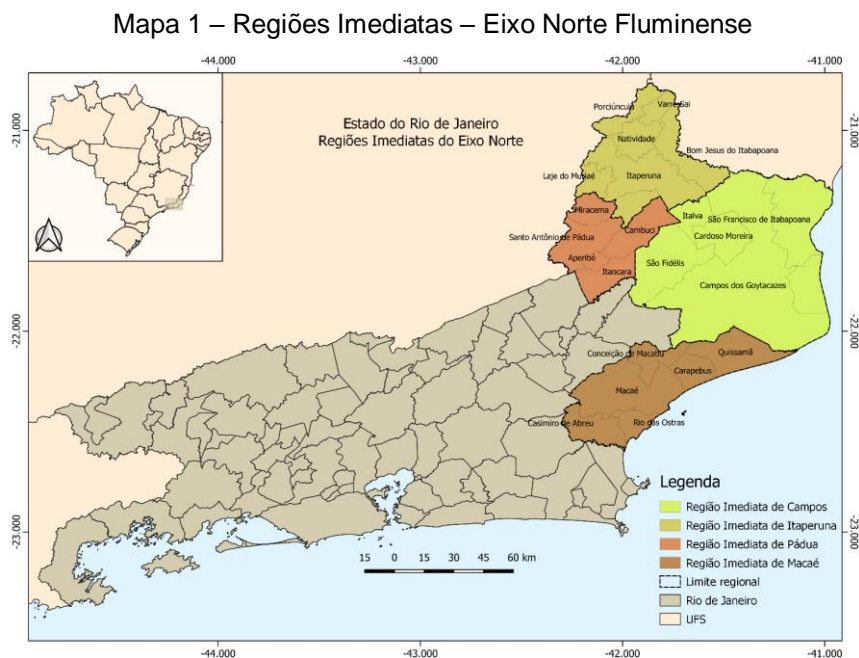 Mapa 1 – Regiões Imediatas – Eixo Norte Fluminense
-44.000
-43.000
-42.000
-41.000
Estado do Rio de Janeiro
Regiões Imediatas do Eixo Norte
Porciúncula
Varre-Sai
Natividade
Bom Jesus do Itabapoana
Laje do Muriaé
Itaperuna
Miracema
Italva
São Francisco de Itabapoana
Cambuci
Cardoso Moreira
Santo Antônio de Pádua
Aperibé
São Fidélis
Itaocara
Campos dos Goytacazes
Conceição de Macabu
Quissamã
Carapebus
Macaé
Casimiro de Abreu
Rio das Ostras
-21.000
-22.000
-23.000
-21.000
-22.000
-23.000
Legenda
Região Imediata de Campos
Região Imediata de Itaperuna
Região Imediata de Pádua
Região Imediata de Macaé
Limite regional
Rio de Janeiro
UFS
15 0 15 30 45 60 km
-44.000
-43.000
-42.000
-41.000